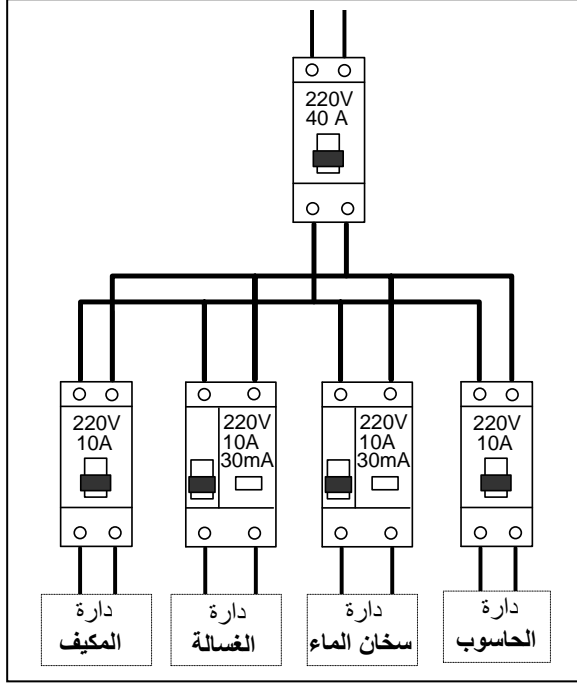 220V
40 A
220V
10A
220V
10A
30mA
220V
10A
30mA
220V
10A
دارة
المكيف
دارة
الغسالة
دارة
سخان الماء
دارة
الحاسوب